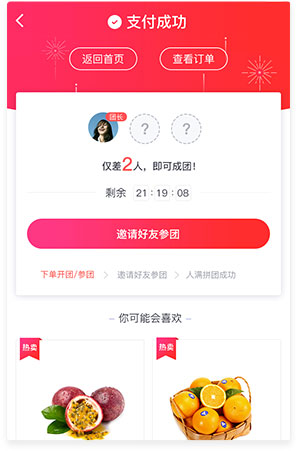 支付成功
返回首页 查看订单
团长
? ?
仅差2人，即可成团！
剩余 21 : 19 : 08
邀请好友参团
下单开团/参团 > 邀请好友参团 > 人满拼团成功
– 你可能会喜欢 –
热卖 热卖